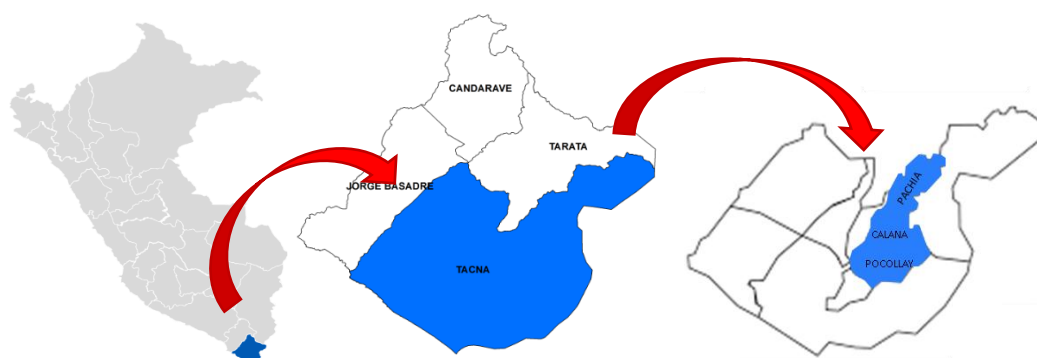 CANDARAVE
TARATA
JORGE BASADRE
TACNA
PACHIA
CALANA
POCOLLAY